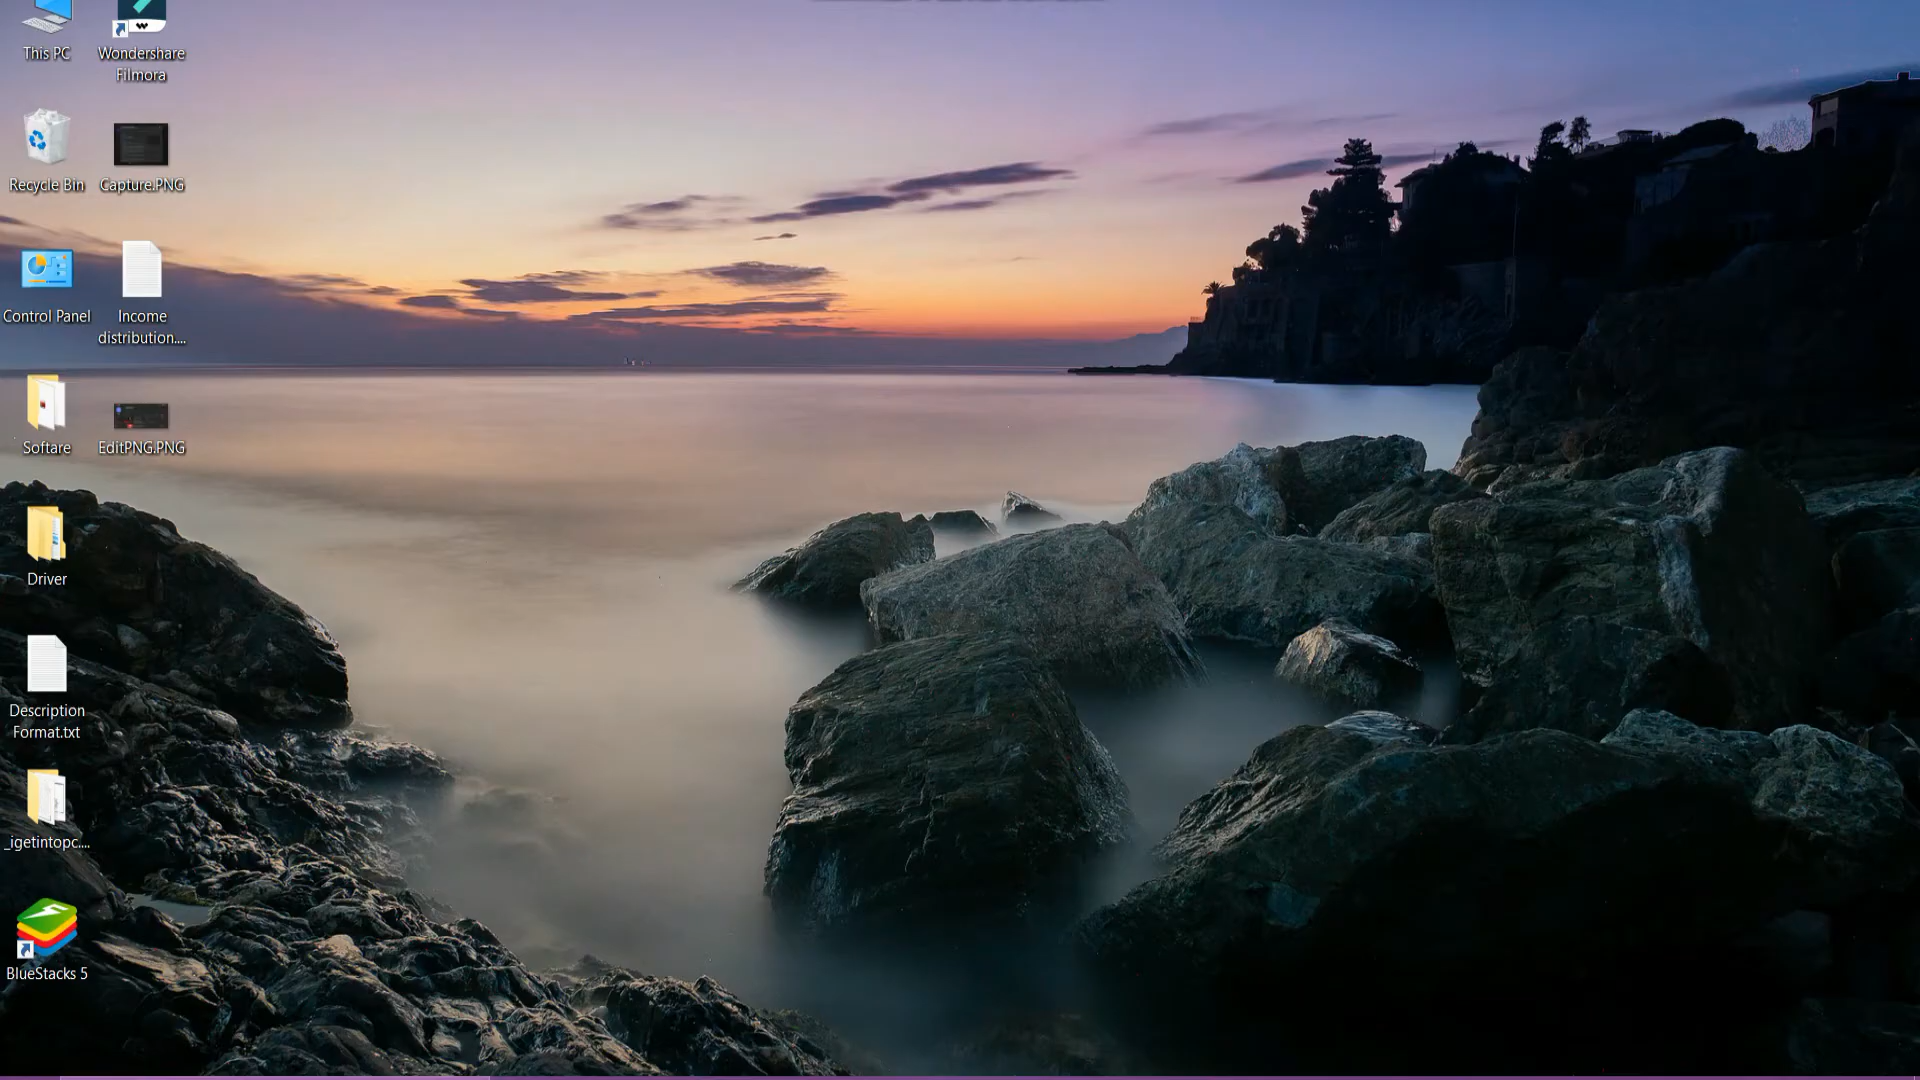 This PC
Wondershare
Filmora
Recycle Bin
Capture.PNG
Control Panel
Income
distribution....
Softare
EditPNG.PNG
Driver
Description
Format.txt
_igetintopc....
BlueStacks 5